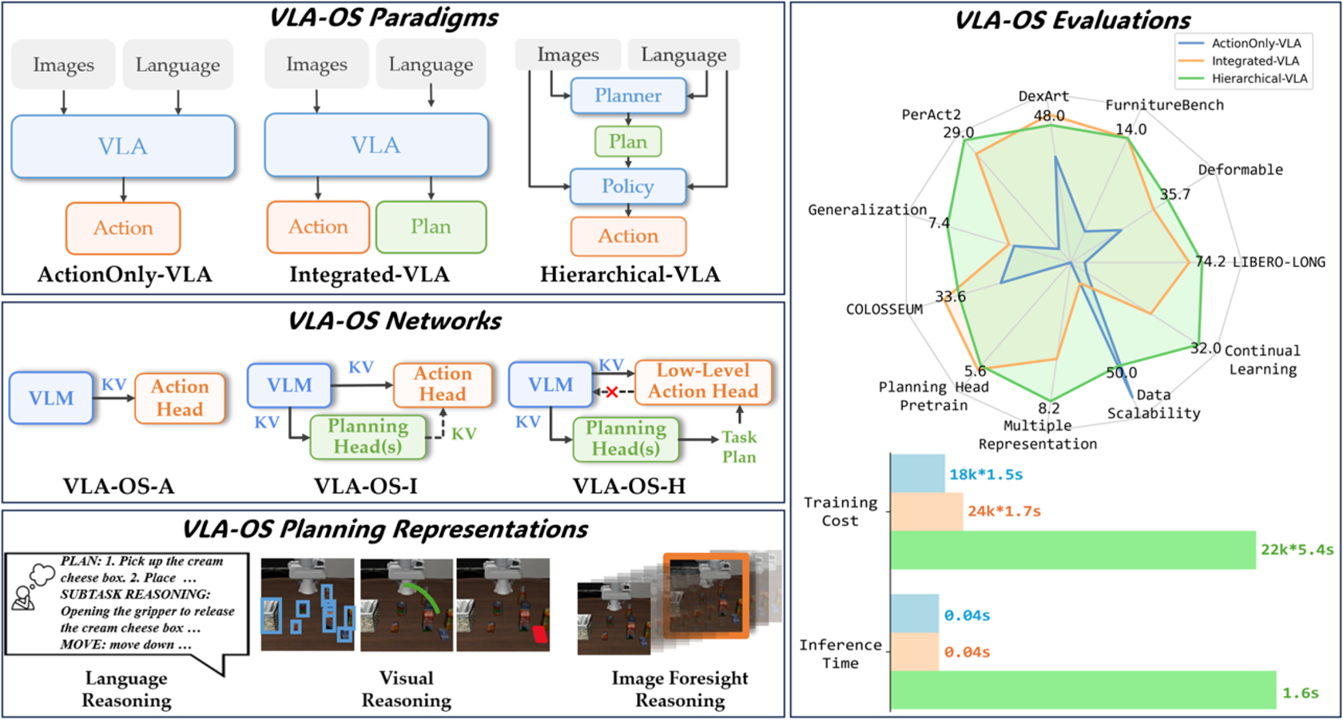 VLA-OS Paradigms
Images
Language
VLA
Action
ActionOnly-VLA
Images
Language
VLA
Action
Plan
Integrated-VLA
Images
Language
Planner
Plan
Policy
Action
Hierarchical-VLA
VLA-OS Networks
VLM
KV
Action
Head
VLA-OS-A
VLM
KV
Action
Head
KV
Planning
Head(s)
KV
VLA-OS-I
VLM
KV
Low-Level
Action Head
KV
Planning
Head(s)
Task
Plan
VLA-OS-H
VLA-OS Planning Representations
PLAN: 1. Pick up the cream
cheese box. 2. Place ...
SUBTASK REASONING:
Opening the gripper to release
the cream cheese box ...
MOVE: move down ...
Language
Reasoning
Visual
Reasoning
Image Foresight
Reasoning
VLA-OS Evaluations
ActionOnly-VLA
Integrated-VLA
Hierarchical-VLA
DexArt
48.0
FurnitureBench
14.0
Deformable
35.7
74.2
LIBERO-LONG
32.0
Continual
Learning
50.0
Data
Scalability
8.2
Multiple
Representation
5.6
Planning Head
Pretrain
33.6
COLOSSEUM
7.4
Generalization
PerAct2
29.0
Training
Cost
18k*1.5s
24k*1.7s
22k*5.4s
Inference
Time
0.04s
0.04s
1.6s